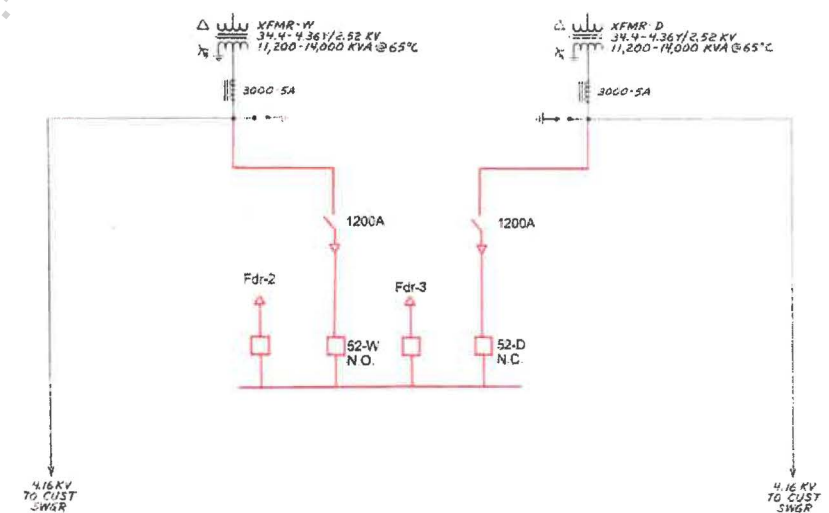 XFMR-W
34.4-4.36Y/2.52 KV
11,200-14,000 KVA @ 65°C
3000-5A
XFMR-D
34.4-4.36Y/2.52 KV
11,200-14,000 KVA @ 65°C
3000-5A
1200A
1200A
Fdr-2
Fdr-3
52-W
N.O.
52-D
N.C.
4.16 KV
TO CUST
SWGR
4.16 KV
TO CUST
SWGR